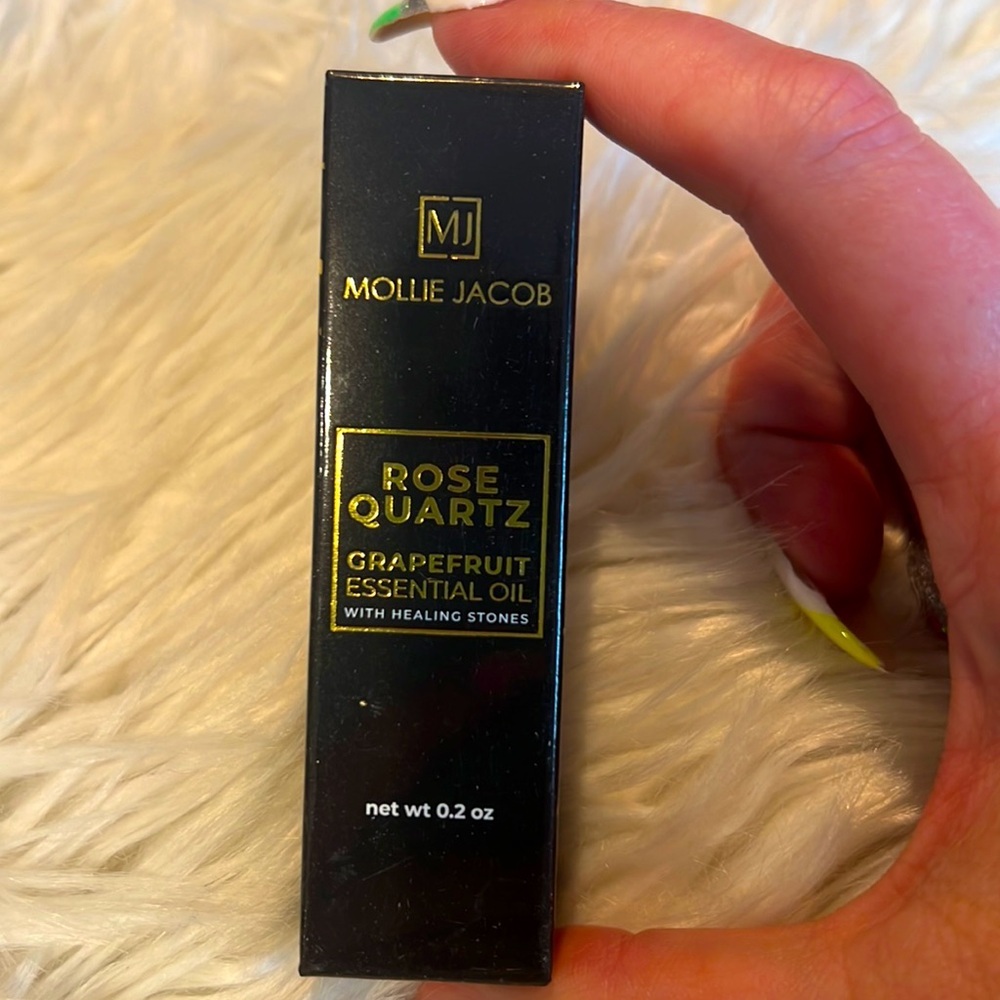 MJ
MOLLIE JACOB
ROSE
QUARTZ
GRAPEFRUIT
ESSENTIAL OIL
WITH HEALING STONES
net wt 0.2 oz